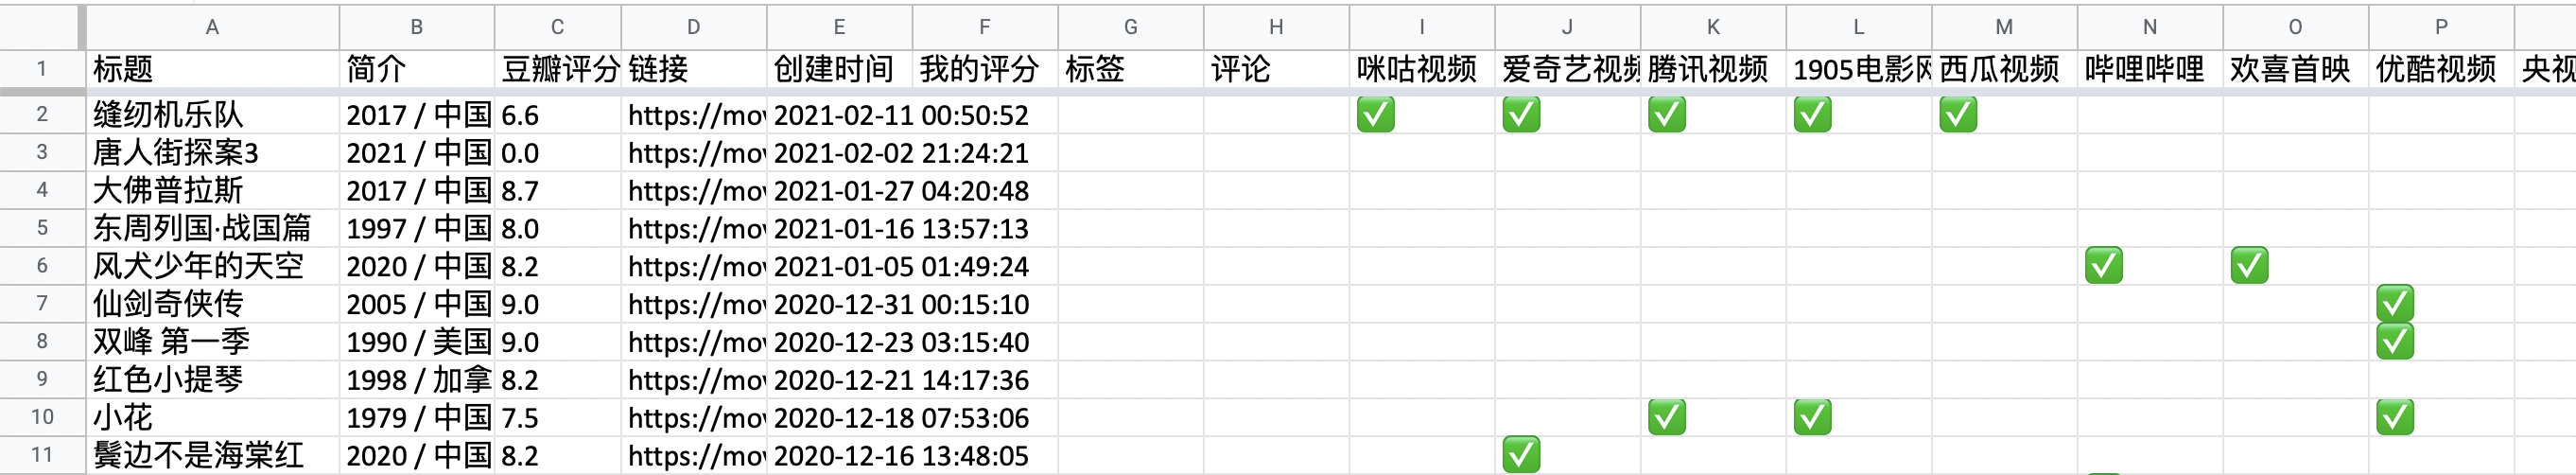 A B C D E F G H I J K L M N O P
1 标题 简介 豆瓣评分 链接 创建时间 我的评分 标签 评论 咪咕视频 爱奇艺视频 腾讯视频 1905电影网 西瓜视频 哔哩哔哩 欢喜首映 优酷视频 央视
2 缝纫机乐队 2017 / 中国 6.6 https://mov 2021-02-11 00:50:52 ✅ ✅ ✅ ✅ ✅
3 唐人街探案3 2021 / 中国 0.0 https://mov 2021-02-02 21:24:21
4 大佛普拉斯 2017 / 中国 8.7 https://mov 2021-01-27 04:20:48
5 东周列国·战国篇 1997 / 中国 8.0 https://mov 2021-01-16 13:57:13
6 风犬少年的天空 2020 / 中国 8.2 https://mov 2021-01-05 01:49:24 ✅ ✅
7 仙剑奇侠传 2005 / 中国 9.0 https://mov 2020-12-31 00:15:10 ✅
8 双峰 第一季 1990 / 美国 9.0 https://mov 2020-12-23 03:15:40 ✅
9 红色小提琴 1998 / 加拿 8.2 https://mov 2020-12-21 14:17:36
10 小花 1979 / 中国 7.5 https://mov 2020-12-18 07:53:06 ✅ ✅ ✅
11 鬓边不是海棠红 2020 / 中国 8.2 https://mov 2020-12-16 13:48:05 ✅